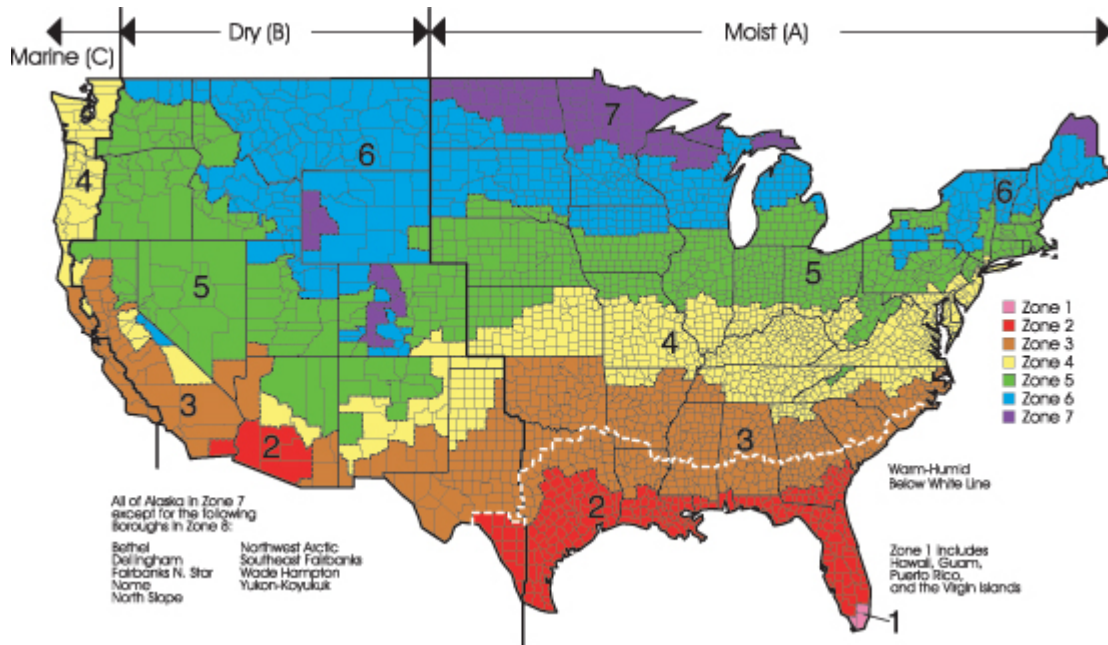 Marine (C)
Dry (B)
Moist (A)
7
6
6
4
5
5
4
3
3
2
2
1
Zone 1
Zone 2
Zone 3
Zone 4
Zone 5
Zone 6
Zone 7
Warm-Humid
Below White Line
All of Alaska in Zone 7
except for the following
Boroughs in Zone 8:
Bethel
Dellingham
Fairbanks N. Star
Nome
North Slope
Northwest Arctic
Southeast Fairbanks
Wade Hampton
Yukon-Koyukuk
Zone 1 includes
Hawaii, Guam,
Puerto Rico,
and the Virgin Islands